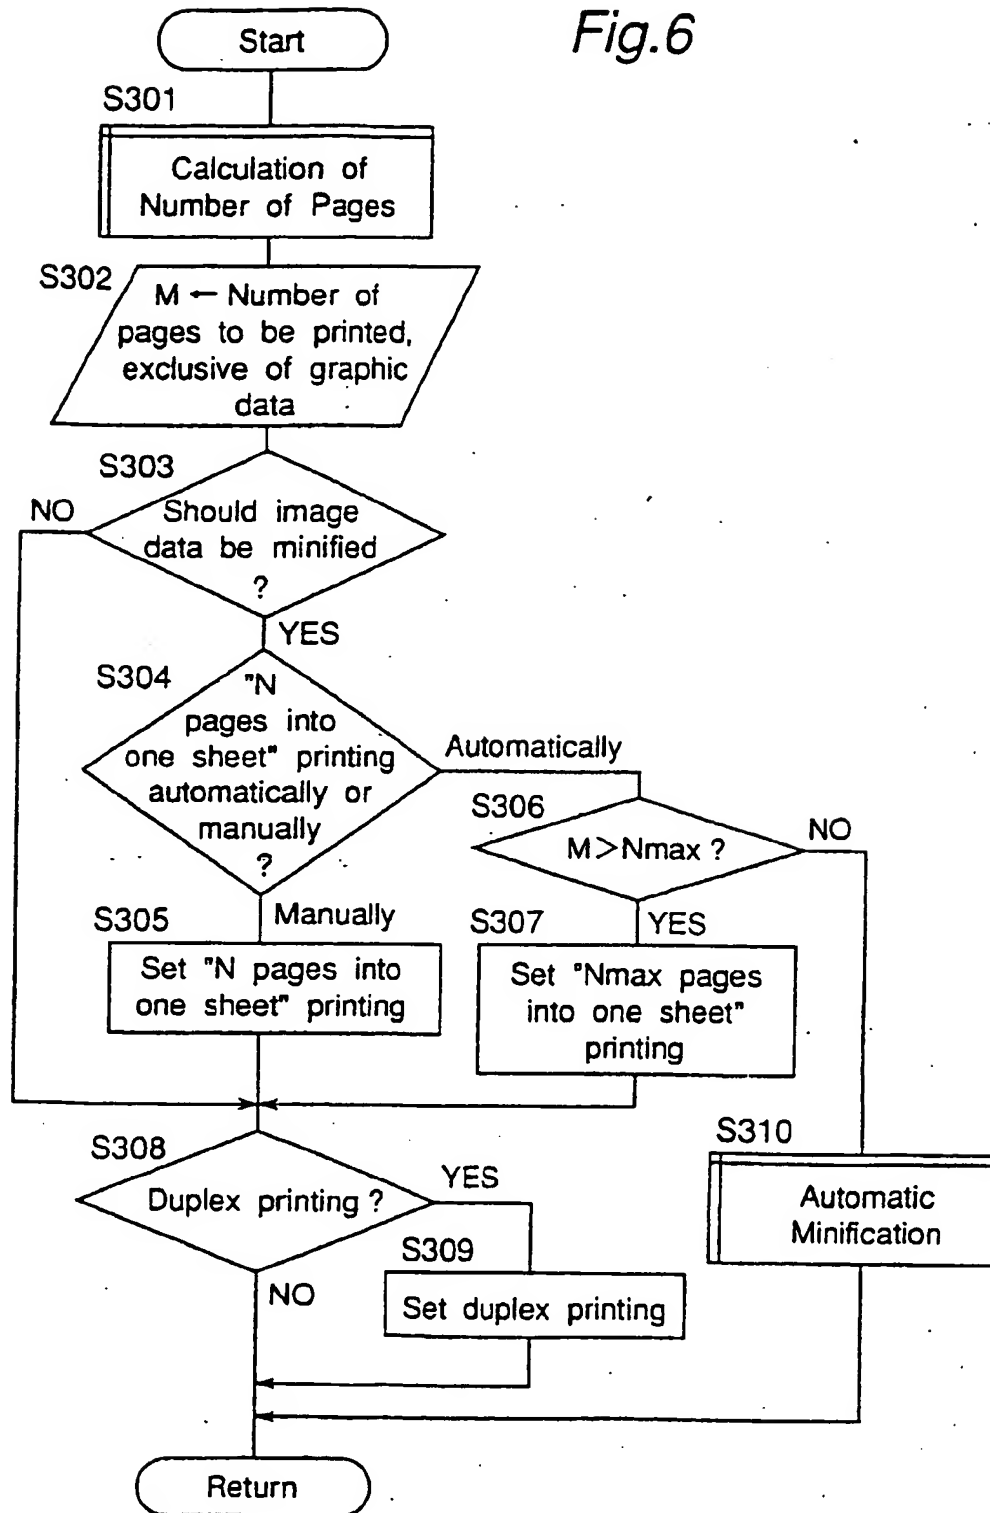 Fig.6
Start
S301
Calculation of
Number of Pages
S302
M ← Number of
pages to be printed,
exclusive of graphic
data
S303
NO
Should image
data be minified
?
YES
S304
"N
pages into
one sheet" printing
automatically or
manually
?
Automatically
S306
M>Nmax ?
NO
Manually
S305
Set "N pages into
one sheet" printing
YES
S307
Set "Nmax pages
into one sheet"
printing
S308
Duplex printing ?
YES
S310
Automatic
Minification
S309
Set duplex printing
NO
Return